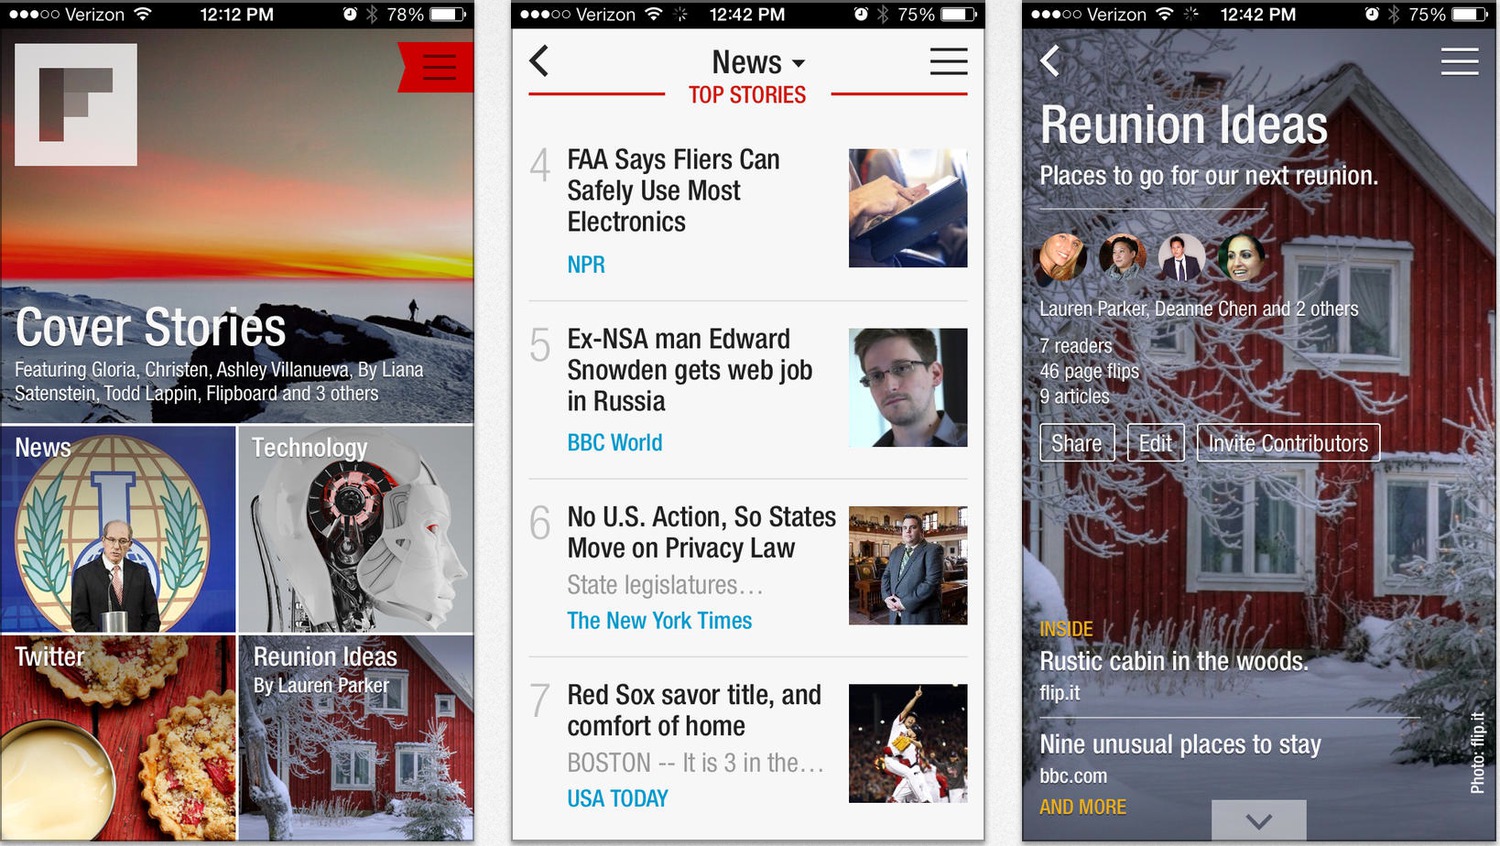 Verizon 12:12 PM 78%
Cover Stories
Featuring Gloria, Christen, Ashley Villanueva, By Liana
Satenstein, Todd Lappin, Flipboard and 3 others
News
Technology
Twitter
Reunion Ideas
By Lauren Parker
Verizon 12:42 PM 75%
News
TOP STORIES
4
FAA Says Fliers Can
Safely Use Most
Electronics
NPR
5
Ex-NSA man Edward
Snowden gets web job
in Russia
BBC World
6
No U.S. Action, So States
Move on Privacy Law
State legislatures…
The New York Times
7
Red Sox savor title, and
comfort of home
BOSTON -- It is 3 in the…
USA TODAY
Verizon 12:42 PM 75%
Reunion Ideas
Places to go for our next reunion.
Lauren Parker, Deanne Chen and 2 others
7 readers
46 page flips
9 articles
Share Edit Invite Contributors
INSIDE
Rustic cabin in the woods.
flip.it
Nine unusual places to stay
bbc.com
AND MORE
Photo: flip.it